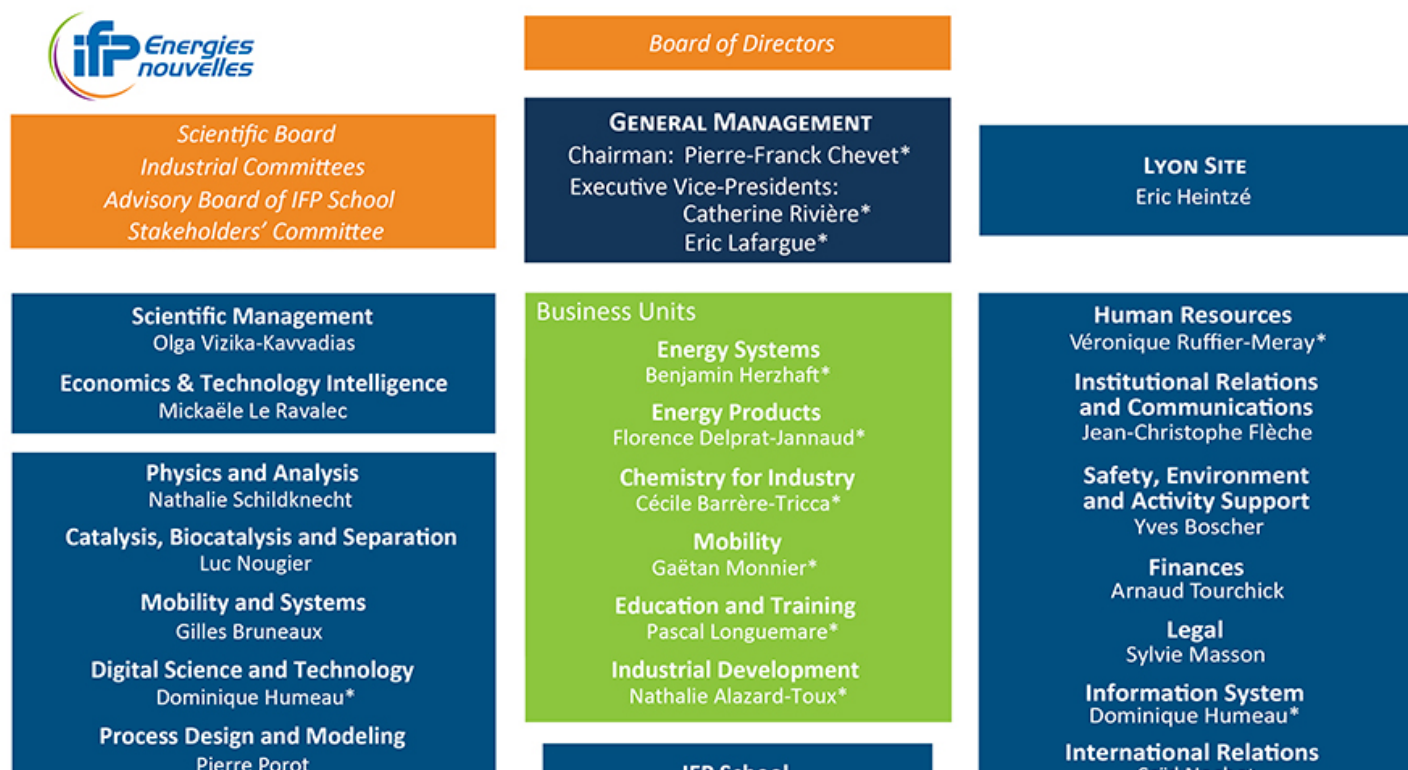 ifp Energies
nouvelles
Board of Directors
Scientific Board
Industrial Committees
Advisory Board of IFP School
Stakeholders' Committee
GENERAL MANAGEMENT
Chairman: Pierre-Franck Chevet*
Executive Vice-Presidents:
Catherine Rivière*
Eric Lafargue*
LYON SITE
Eric Heintzé
Scientific Management
Olga Vizika-Kavvadias
Economics & Technology Intelligence
Mickaële Le Ravalec
Physics and Analysis
Nathalie Schildknecht
Catalysis, Biocatalysis and Separation
Luc Nougier
Mobility and Systems
Gilles Bruneaux
Digital Science and Technology
Dominique Humeau*
Process Design and Modeling
Pierre Porot
Business Units
Energy Systems
Benjamin Herzhaft*
Energy Products
Florence Delprat-Jannaud*
Chemistry for Industry
Cécile Barrère-Tricca*
Mobility
Gaëtan Monnier*
Education and Training
Pascal Longuemare*
Industrial Development
Nathalie Alazard-Toux*
IFP School
Human Resources
Véronique Ruffier-Meray*
Institutional Relations
and Communications
Jean-Christophe Flèche
Safety, Environment
and Activity Support
Yves Boscher
Finances
Arnaud Tourchick
Legal
Sylvie Masson
Information System
Dominique Humeau*
International Relations